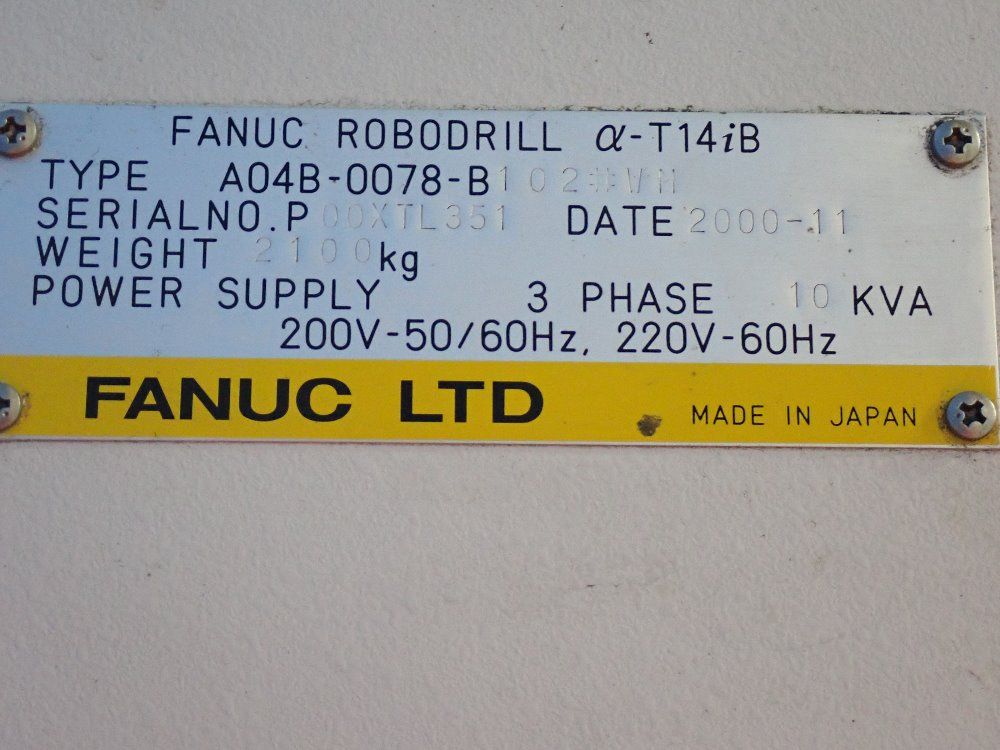 FANUC ROBODRILL α-T14iB
TYPE A04B-0078-B102#WM
SERIALNO.P00XTL351 DATE 2000-11
WEIGHT 2100kg
POWER SUPPLY 3 PHASE 10 KVA
200V-50/60Hz, 220V-60Hz
FANUC LTD MADE IN JAPAN